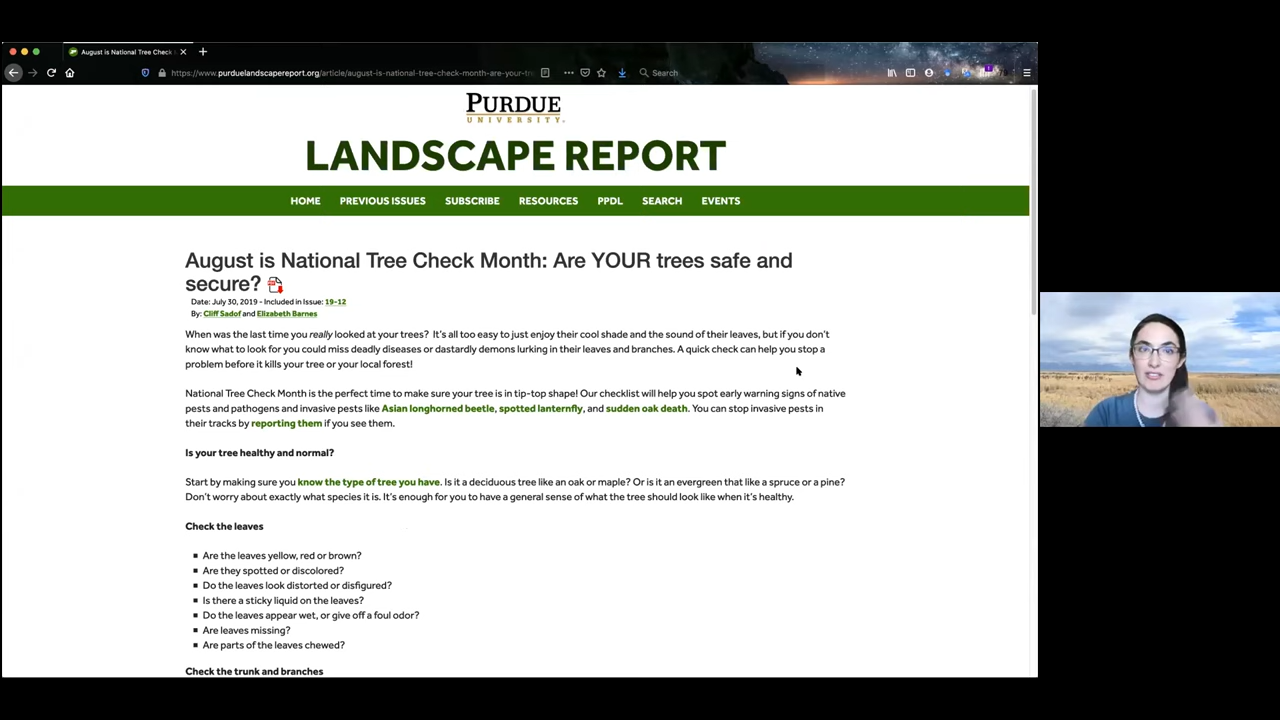 August is National Tree Check
https://www.purduelandscapereport.org/article/august-is-national-tree-check-month-are-your-tre
Search
PURDUE
UNIVERSITY
LANDSCAPE REPORT
HOME PREVIOUS ISSUES SUBSCRIBE RESOURCES PPDL SEARCH EVENTS
August is National Tree Check Month: Are YOUR trees safe and
secure?
Date: July 30, 2019 - Included in Issue: 19-12
By: Cliff Sadof and Elizabeth Barnes
When was the last time you really looked at your trees? It's all too easy to just enjoy their cool shade and the sound of their leaves, but if you don't
know what to look for you could miss deadly diseases or dastardly demons lurking in their leaves and branches. A quick check can help you stop a
problem before it kills your tree or your local forest!
National Tree Check Month is the perfect time to make sure your tree is in tip-top shape! Our checklist will help you spot early warning signs of native
pests and pathogens and invasive pests like Asian longhorned beetle, spotted lanternfly, and sudden oak death. You can stop invasive pests in
their tracks by reporting them if you see them.
Is your tree healthy and normal?
Start by making sure you know the type of tree you have. Is it a deciduous tree like an oak or maple? Or is it an evergreen that like a spruce or a pine?
Don't worry about exactly what species it is. It's enough for you to have a general sense of what the tree should look like when it's healthy.
Check the leaves
Are the leaves yellow, red or brown?
Are they spotted or discolored?
Do the leaves look distorted or disfigured?
Is there a sticky liquid on the leaves?
Do the leaves appear wet, or give off a foul odor?
Are leaves missing?
Are parts of the leaves chewed?
Check the trunk and branches